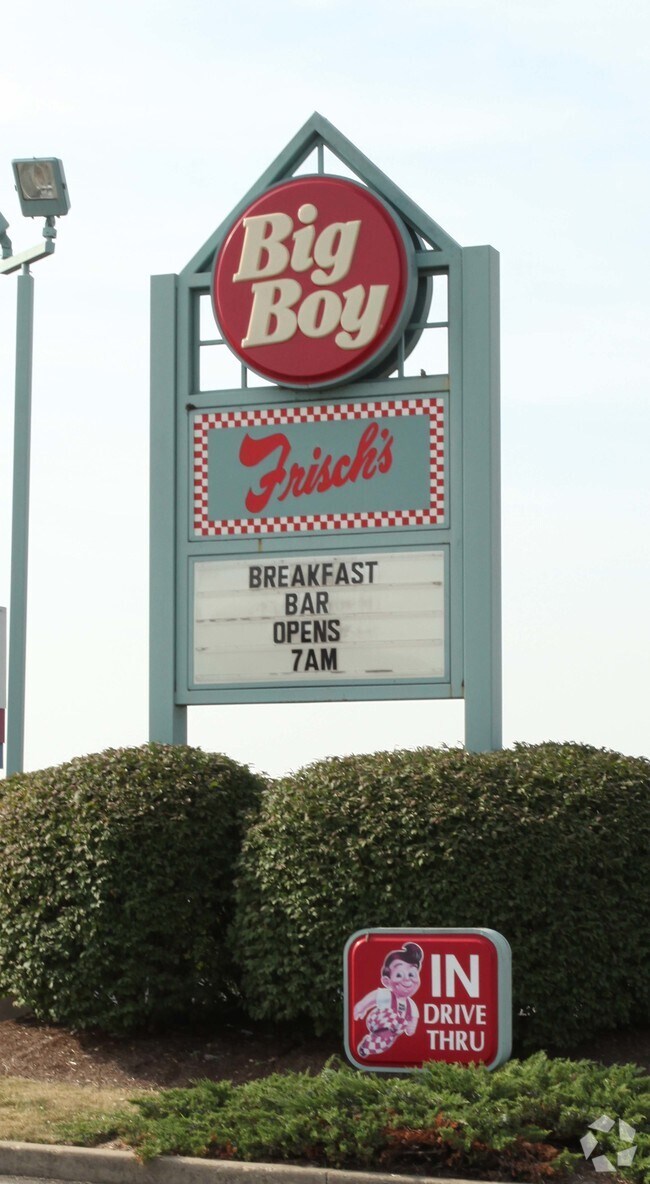 Big
Boy
Frisch's
BREAKFAST
BAR
OPENS
7AM
IN
DRIVE
THRU